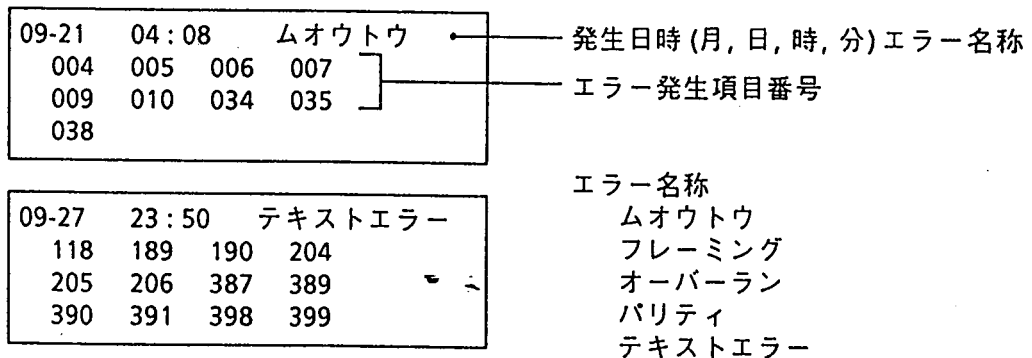 09-21 04:08 ムオウトウ
004 005 006 007
009 010 034 035
038
発生日時(月, 日, 時, 分)エラー名称
エラー発生項目番号
09-27 23:50 テキストエラー
118 189 190 204
205 206 387 389
390 391 398 399
エラー名称
ムオウトウ
フレーミング
オーバーラン
パリティ
テキストエラー